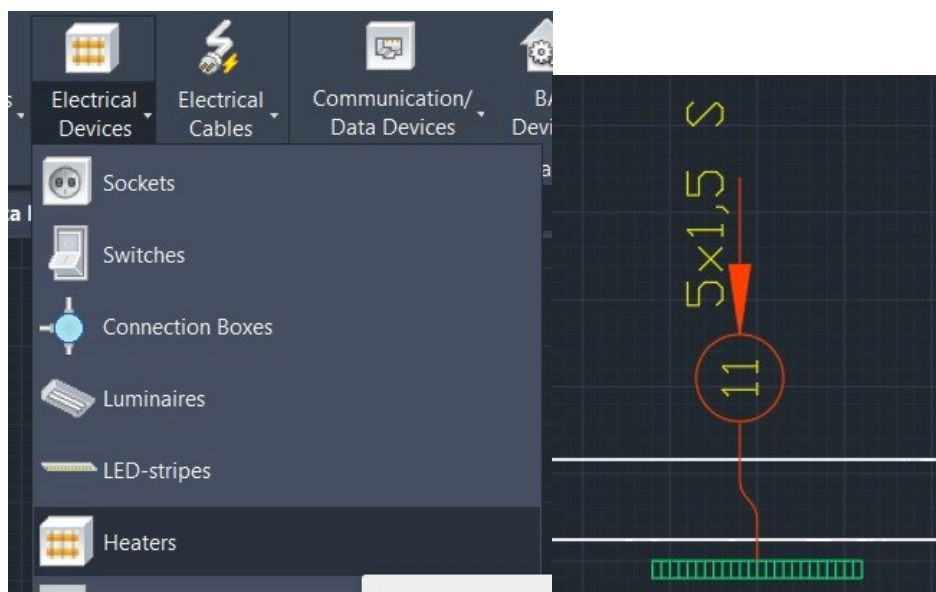 Electrical
Devices
Electrical
Cables
Communication/
Data Devices
Sockets
Switches
Connection Boxes
Luminaires
LED-stripes
Heaters
5x1,5 S
11